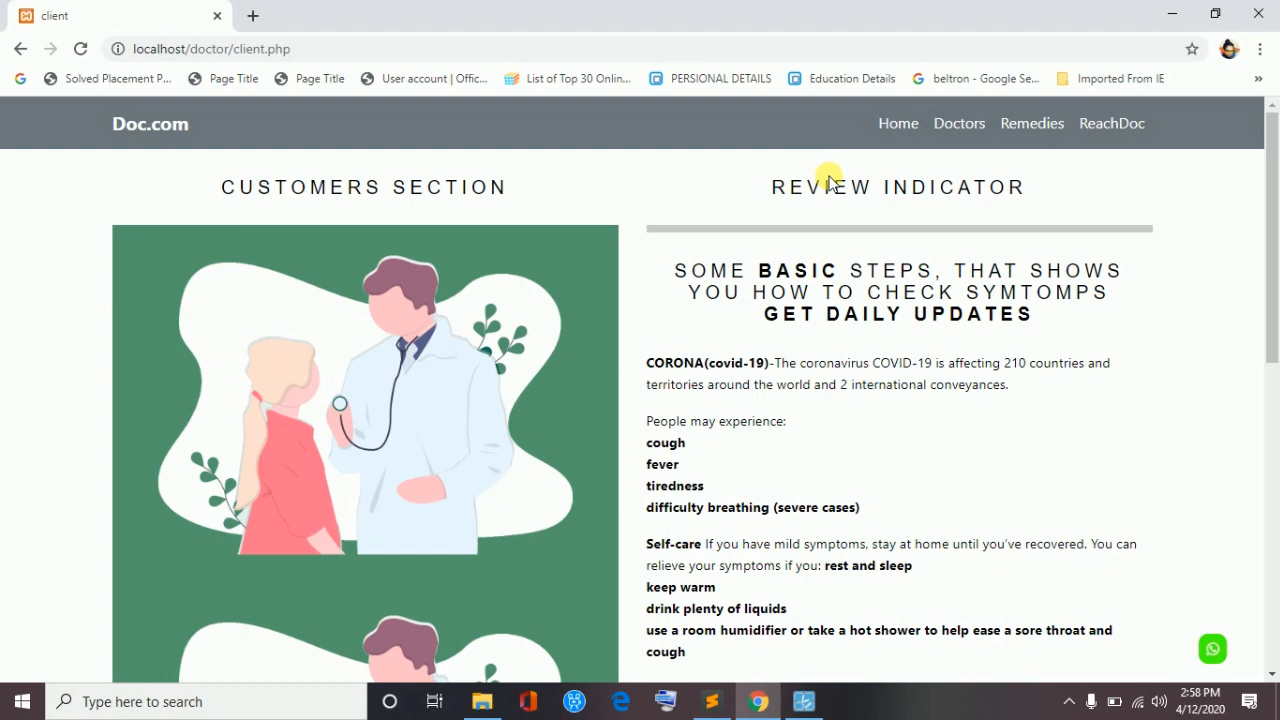 client
localhost/doctor/client.php
Solved Placement P... Page Title Page Title User account | Offic... List of Top 30 Onlin... PERSIONAL DETAILS Education Details beltron - Google Se... Imported From IE »
Doc.com Home Doctors Remedies ReachDoc
CUSTOMERS SECTION
REVIEW INDICATOR
SOME BASIC STEPS, THAT SHOWS
YOU HOW TO CHECK SYMTOMPS
GET DAILY UPDATES
CORONA(covid-19)-The coronavirus COVID-19 is affecting 210 countries and
territories around the world and 2 international conveyances.
People may experience:
cough
fever
tiredness
difficulty breathing (severe cases)
Self-care If you have mild symptoms, stay at home until you've recovered. You can
relieve your symptoms if you: rest and sleep
keep warm
drink plenty of liquids
use a room humidifier or take a hot shower to help ease a sore throat and
cough
Type here to search
2:58 PM
4/12/2020